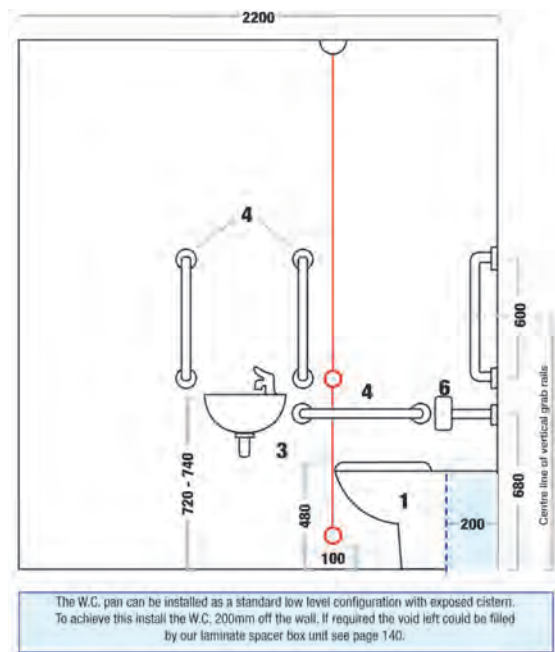 2200
4
600
6
4
3
720 - 740
480
1
680
200
100
Centre line of vertical grab rails
The W.C. pan can be installed as a standard low level configuration with exposed cistern.
To achieve this install the W.C. 200mm off the wall. If required the void left could be filled
by our laminate spacer box unit see page 140.